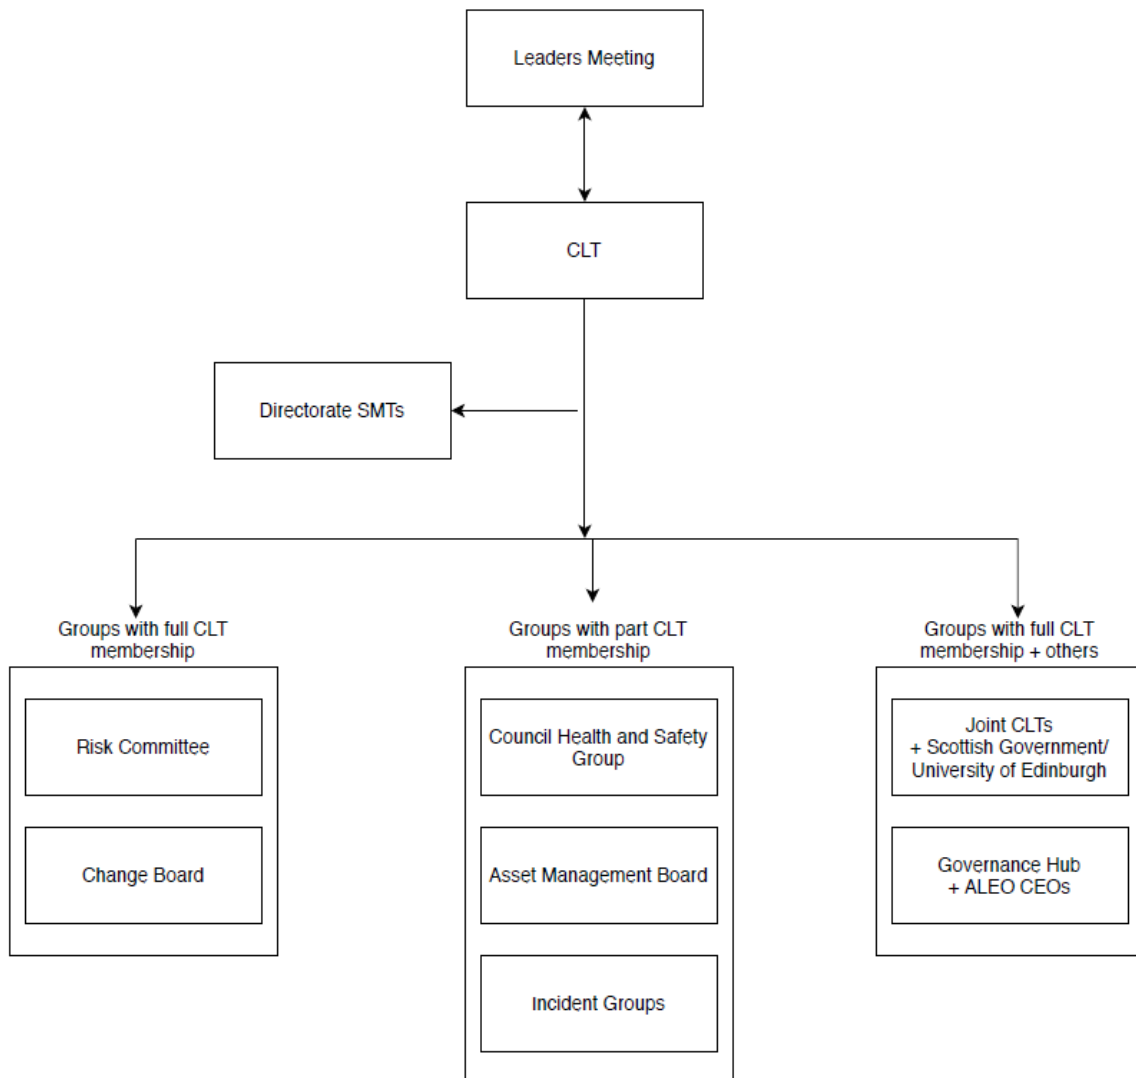 Leaders Meeting
CLT
Directorate SMTs
Groups with full CLT
membership
Risk Committee
Change Board
Groups with part CLT
membership
Council Health and Safety
Group
Asset Management Board
Incident Groups
Groups with full CLT
membership + others
Joint CLTs
+ Scottish Government/
University of Edinburgh
Governance Hub
+ ALEO CEOs